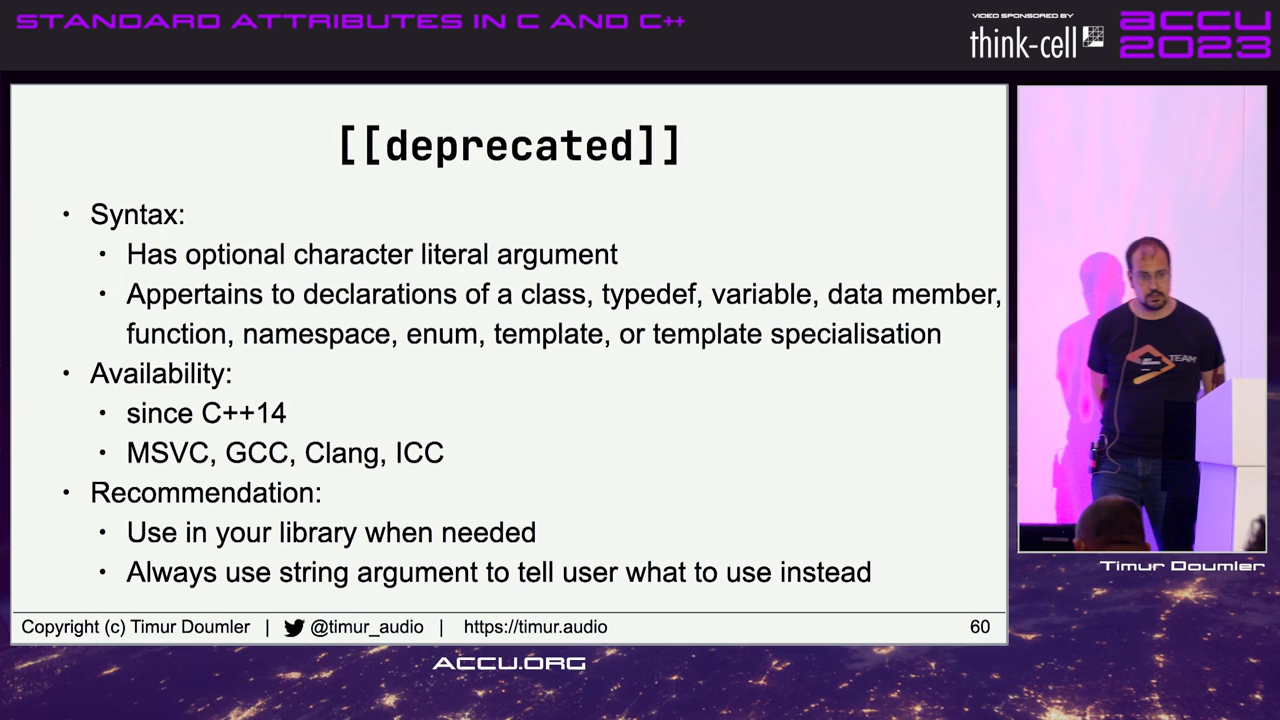 STANDARD ATTRIBUTES IN C AND C++
VIDEO SPONSORED BY
think-cell
ACCU
2023
[[deprecated]]
• Syntax:
• Has optional character literal argument
• Appertains to declarations of a class, typedef, variable, data member,
function, namespace, enum, template, or template specialisation
• Availability:
• since C++14
• MSVC, GCC, Clang, ICC
• Recommendation:
• Use in your library when needed
• Always use string argument to tell user what to use instead
Copyright (c) Timur Doumler | @timur_audio | https://timur.audio 60
TEAM
Timur Doumler
ACCU.ORG